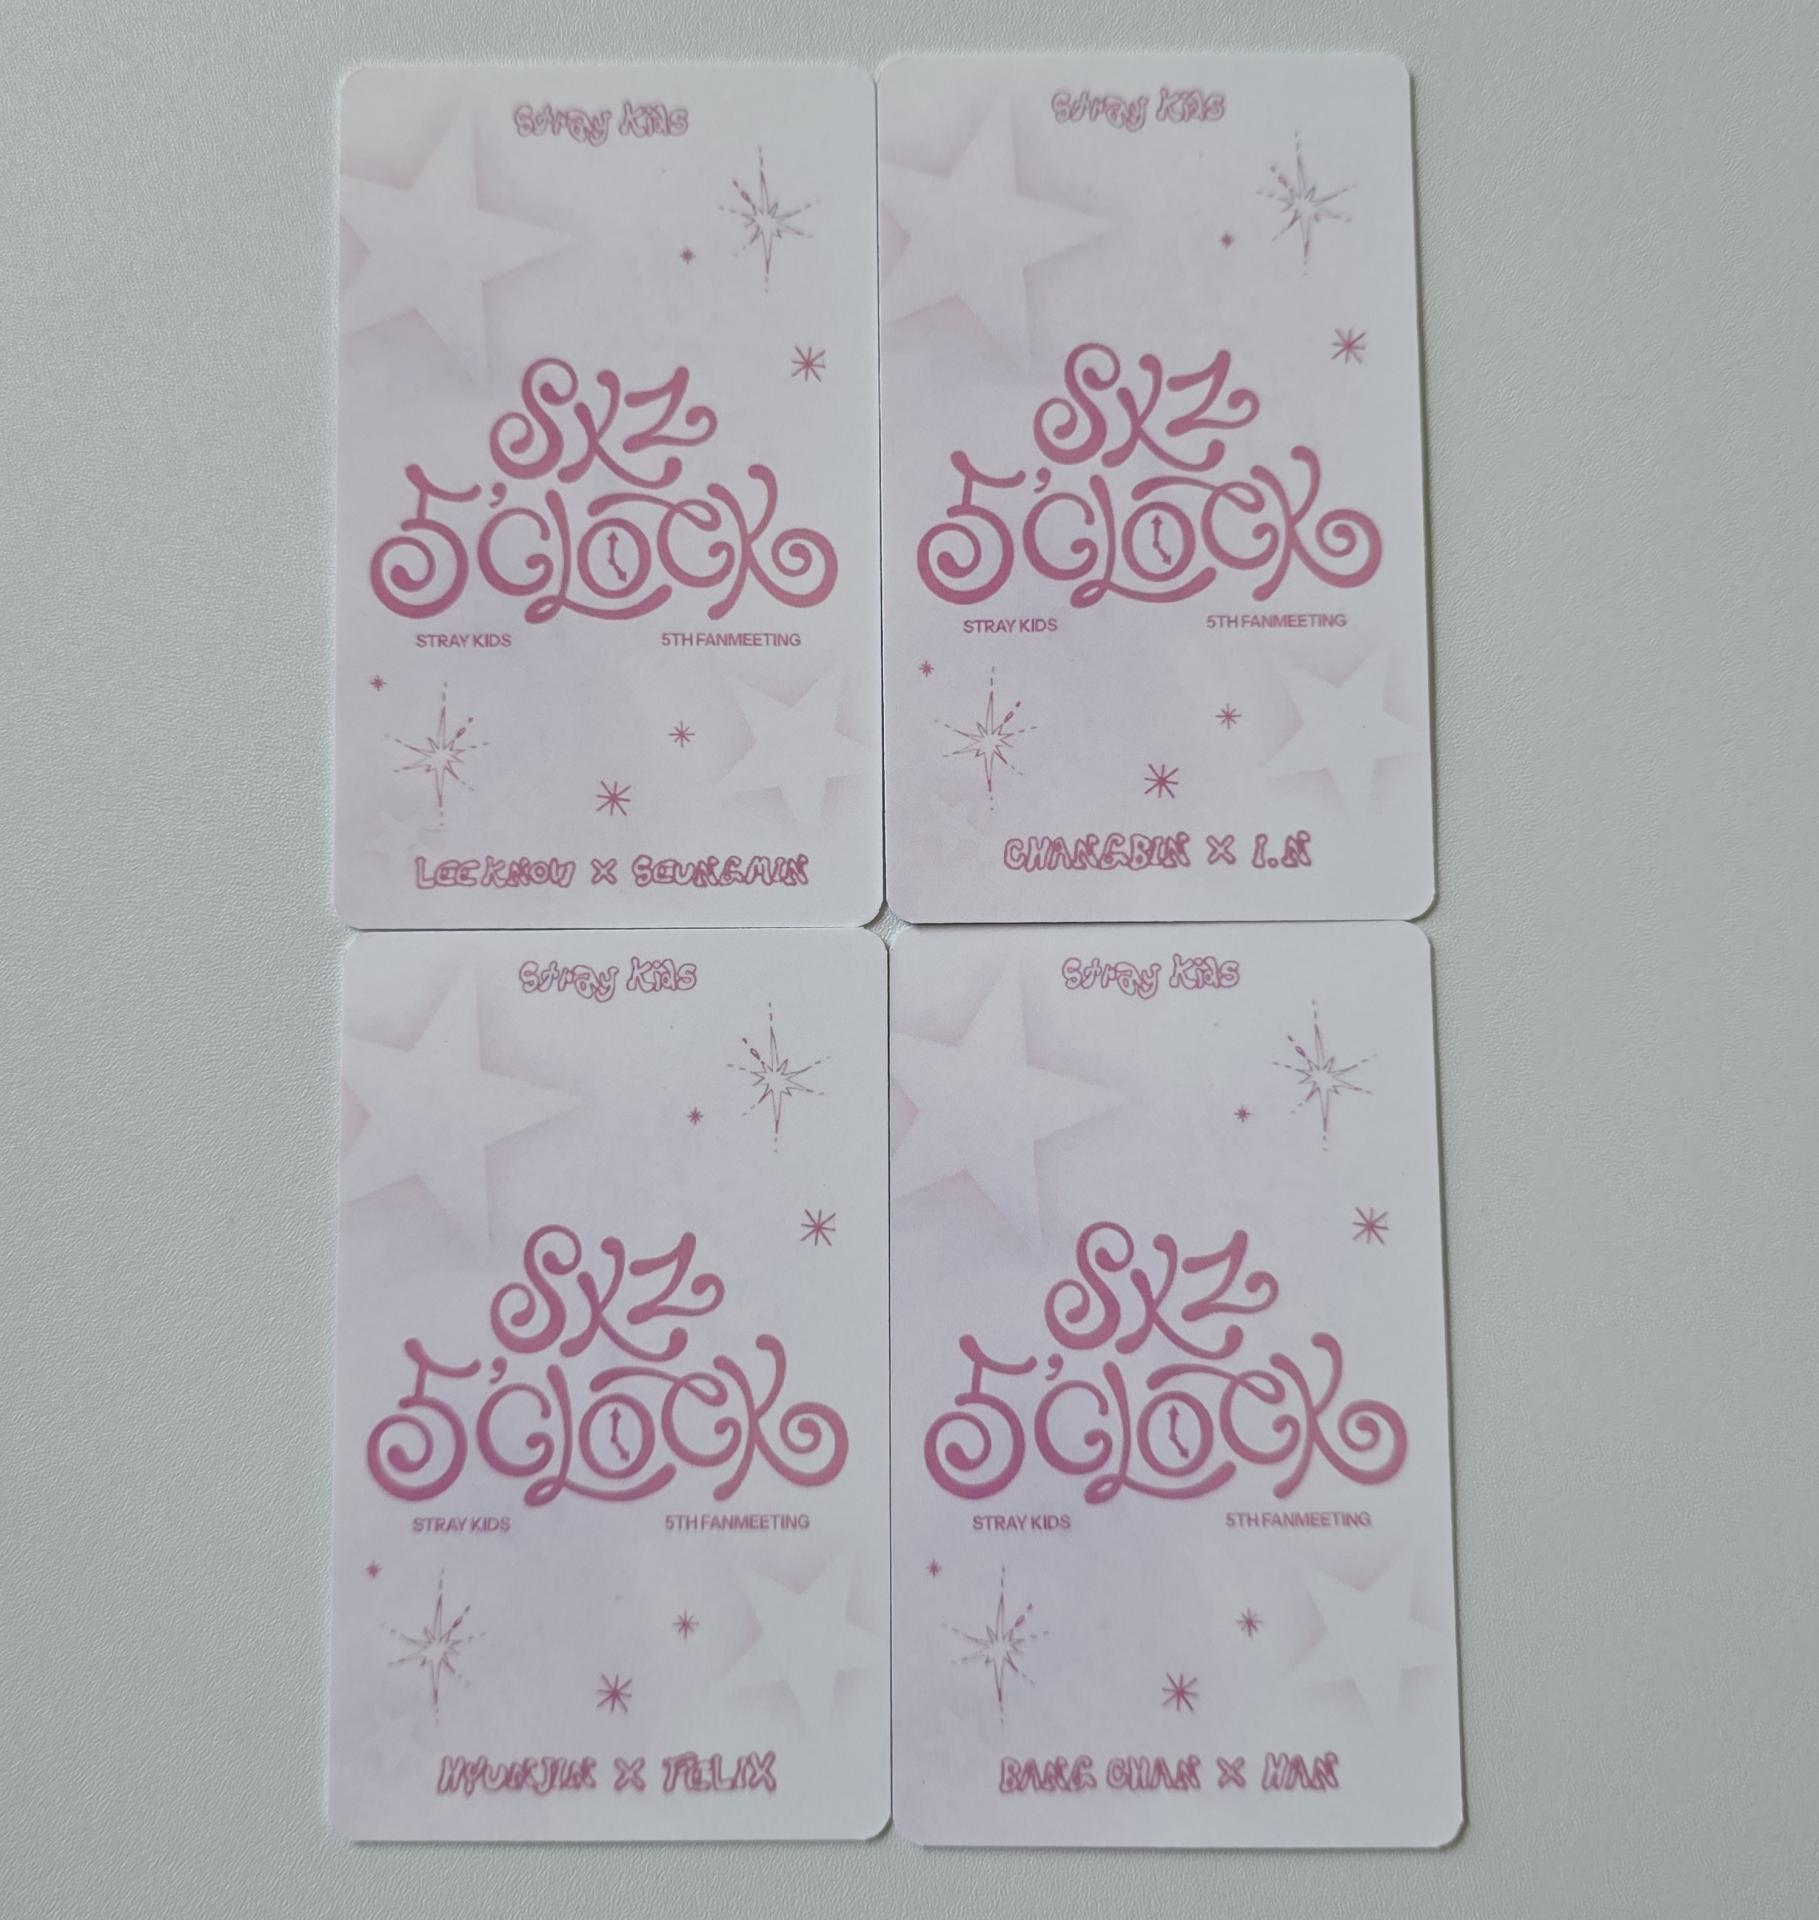 Stray Kids
SKZ
5'CLOCK
STRAY KIDS 5TH FANMEETING
LEE KNOW X SEUNGMIN
Stray Kids
SKZ
5'CLOCK
STRAY KIDS 5TH FANMEETING
CHANGBIN X I.N
Stray Kids
SKZ
5'CLOCK
STRAY KIDS 5TH FANMEETING
HYUNJIN X FELIX
Stray Kids
SKZ
5'CLOCK
STRAY KIDS 5TH FANMEETING
BANG CHAN X HAN